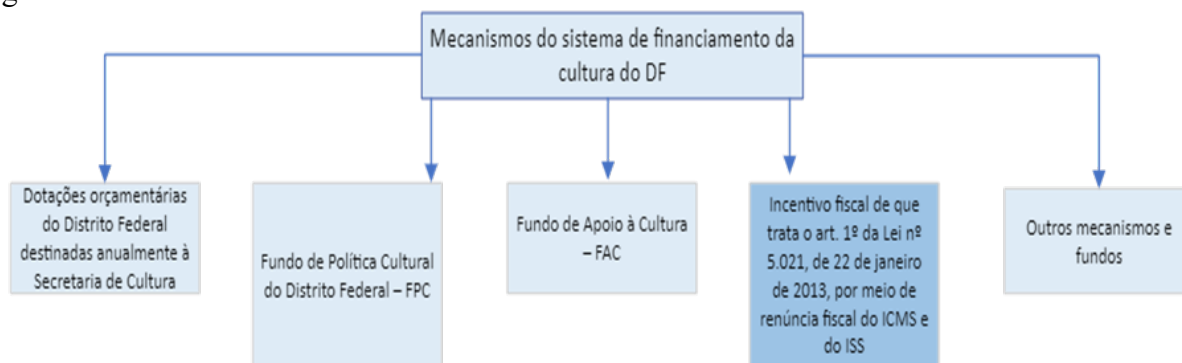 Mecanismos do sistema de financiamento da
cultura do DF
Dotações orçamentárias
do Distrito Federal
destinadas anualmente à
Secretaria de Cultura
Fundo de Política Cultural
do Distrito Federal – FPC
Fundo de Apoio à Cultura
– FAC
Incentivo fiscal de que
trata o art. 1º da Lei nº
5.021, de 22 de janeiro
de 2013, por meio de
renúncia fiscal do ICMS e
do ISS
Outros mecanismos e
fundos